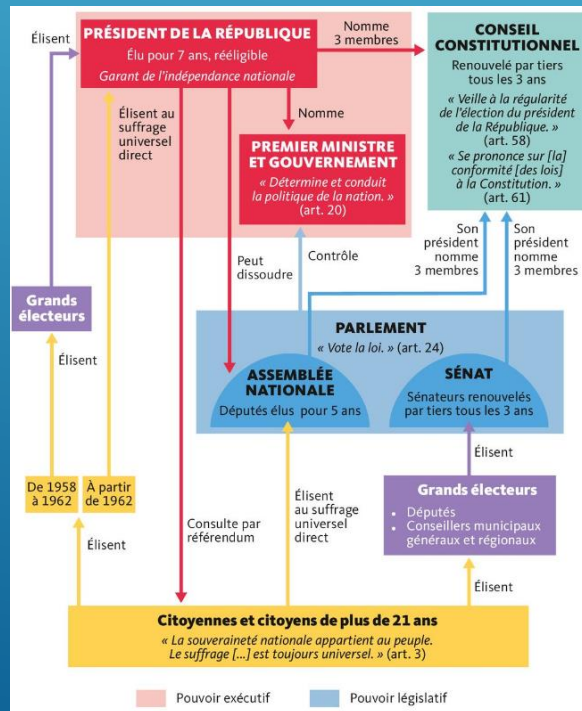 Élisent
PRÉSIDENT DE LA RÉPUBLIQUE
Élu pour 7 ans, rééligible
Garant de l'indépendance nationale
Nomme
3 membres
CONSEIL
CONSTITUTIONNEL
Renouvelé par tiers
tous les 3 ans
« Veille à la régularité
de l'élection du président
de la République. »
(art. 58)
« Se prononce sur [la]
conformité [des lois]
à la Constitution. »
(art. 61)
Élisent au
suffrage
universel
direct
Nomme
PREMIER MINISTRE
ET GOUVERNEMENT
« Détermine et conduit
la politique de la nation. »
(art. 20)
Peut
dissoudre
Contrôle
Son
président
nomme
3 membres
Son
président
nomme
3 membres
Grands
électeurs
Élisent
PARLEMENT
« Vote la loi. » (art. 24)
ASSEMBLÉE
NATIONALE
Députés élus pour 5 ans
SÉNAT
Sénateurs renouvelés
par tiers tous les 3 ans
De 1958
à 1962
À partir
de 1962
Élisent
Consulte par
référendum
Élisent
au suffrage
universel
direct
Élisent
Grands électeurs
• Députés
• Conseillers municipaux
généraux et régionaux
Élisent
Citoyennes et citoyens de plus de 21 ans
« La souveraineté nationale appartient au peuple.
Le suffrage [...] est toujours universel. » (art. 3)
Pouvoir exécutif
Pouvoir législatif